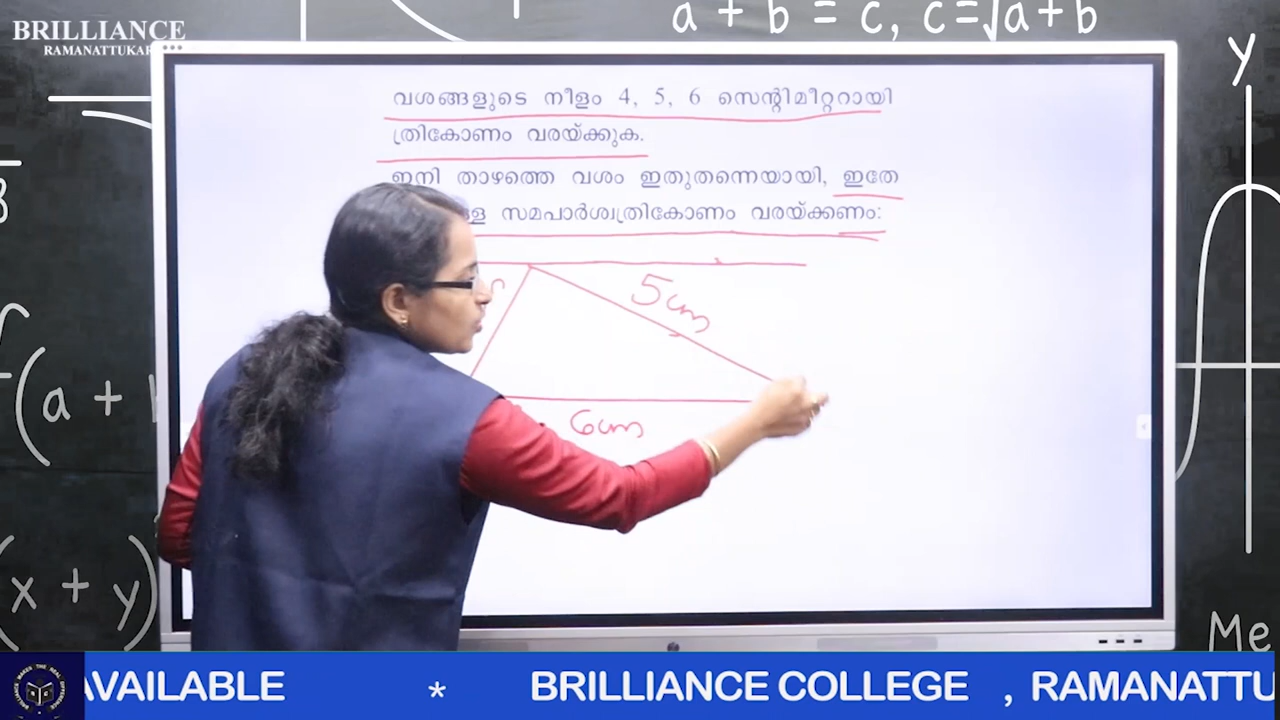 BRILLIANCE
RAMANATTUKAR
a + b = c, c=√a+b
y
വശങ്ങളുടെ നീളം 4, 5, 6 സെന്റിമീറ്ററായി
ത്രികോണം വരയ്ക്കുക.
ഇനി താഴത്തെ വശം ഇതുതന്നെയായി, ഇതേ
സമപാർശ്വത്രികോണം വരയ്ക്കണം:
5cm
6cm
(a +
(x + y)
Me
AVAILABLE * BRILLIANCE COLLEGE , RAMANATTU